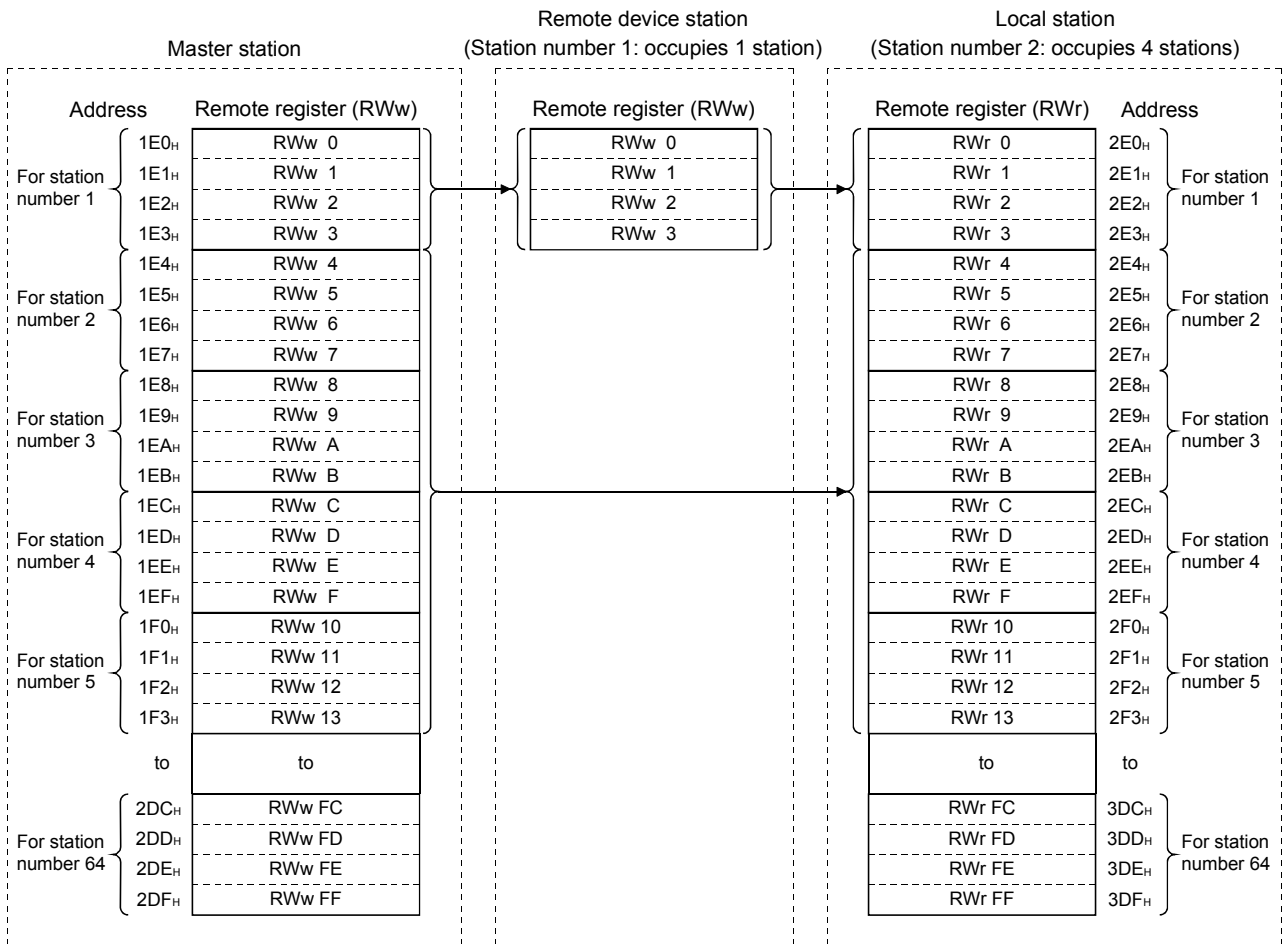 Master station
Remote device station
(Station number 1: occupies 1 station)
Local station
(Station number 2: occupies 4 stations)
Address Remote register (RWw) Remote register (RWw) Remote register (RWr) Address
For station number 1
1E0H RWw 0 RWw 0 RWr 0 2E0H
1E1H RWw 1 RWw 1 RWr 1 2E1H
1E2H RWw 2 RWw 2 RWr 2 2E2H
1E3H RWw 3 RWw 3 RWr 3 2E3H
For station number 1
For station number 2
1E4H RWw 4 RWr 4 2E4H
1E5H RWw 5 RWr 5 2E5H
1E6H RWw 6 RWr 6 2E6H
1E7H RWw 7 RWr 7 2E7H
For station number 2
For station number 3
1E8H RWw 8 RWr 8 2E8H
1E9H RWw 9 RWr 9 2E9H
1EAH RWw A RWr A 2EAH
1EBH RWw B RWr B 2EBH
For station number 3
For station number 4
1ECH RWw C RWr C 2ECH
1EDH RWw D RWr D 2EDH
1EEH RWw E RWr E 2EEH
1EFH RWw F RWr F 2EFH
For station number 4
For station number 5
1F0H RWw 10 RWr 10 2F0H
1F1H RWw 11 RWr 11 2F1H
1F2H RWw 12 RWr 12 2F2H
1F3H RWw 13 RWr 13 2F3H
For station number 5
to to to to
For station number 64
2DCH RWw FC RWr FC 3DCH
2DDH RWw FD RWr FD 3DDH
2DEH RWw FE RWr FE 3DEH
2DFH RWw FF RWr FF 3DFH
For station number 64